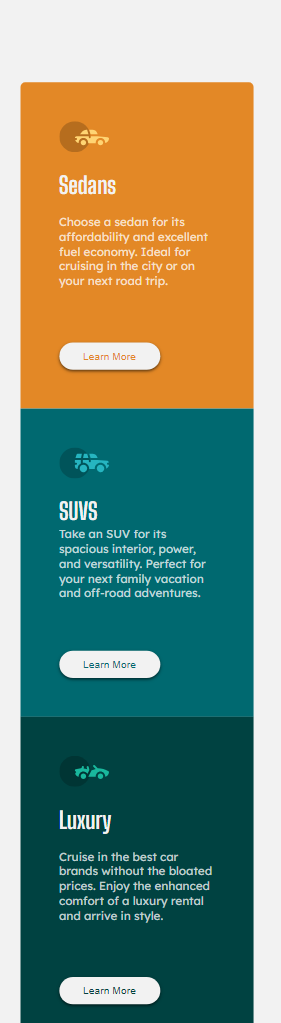 Sedans
Choose a sedan for its
affordability and excellent
fuel economy. Ideal for
cruising in the city or on
your next road trip.
Learn More
SUVS
Take an SUV for its
spacious interior, power,
and versatility. Perfect for
your next family vacation
and off-road adventures.
Learn More
Luxury
Cruise in the best car
brands without the bloated
prices. Enjoy the enhanced
comfort of a luxury rental
and arrive in style.
Learn More